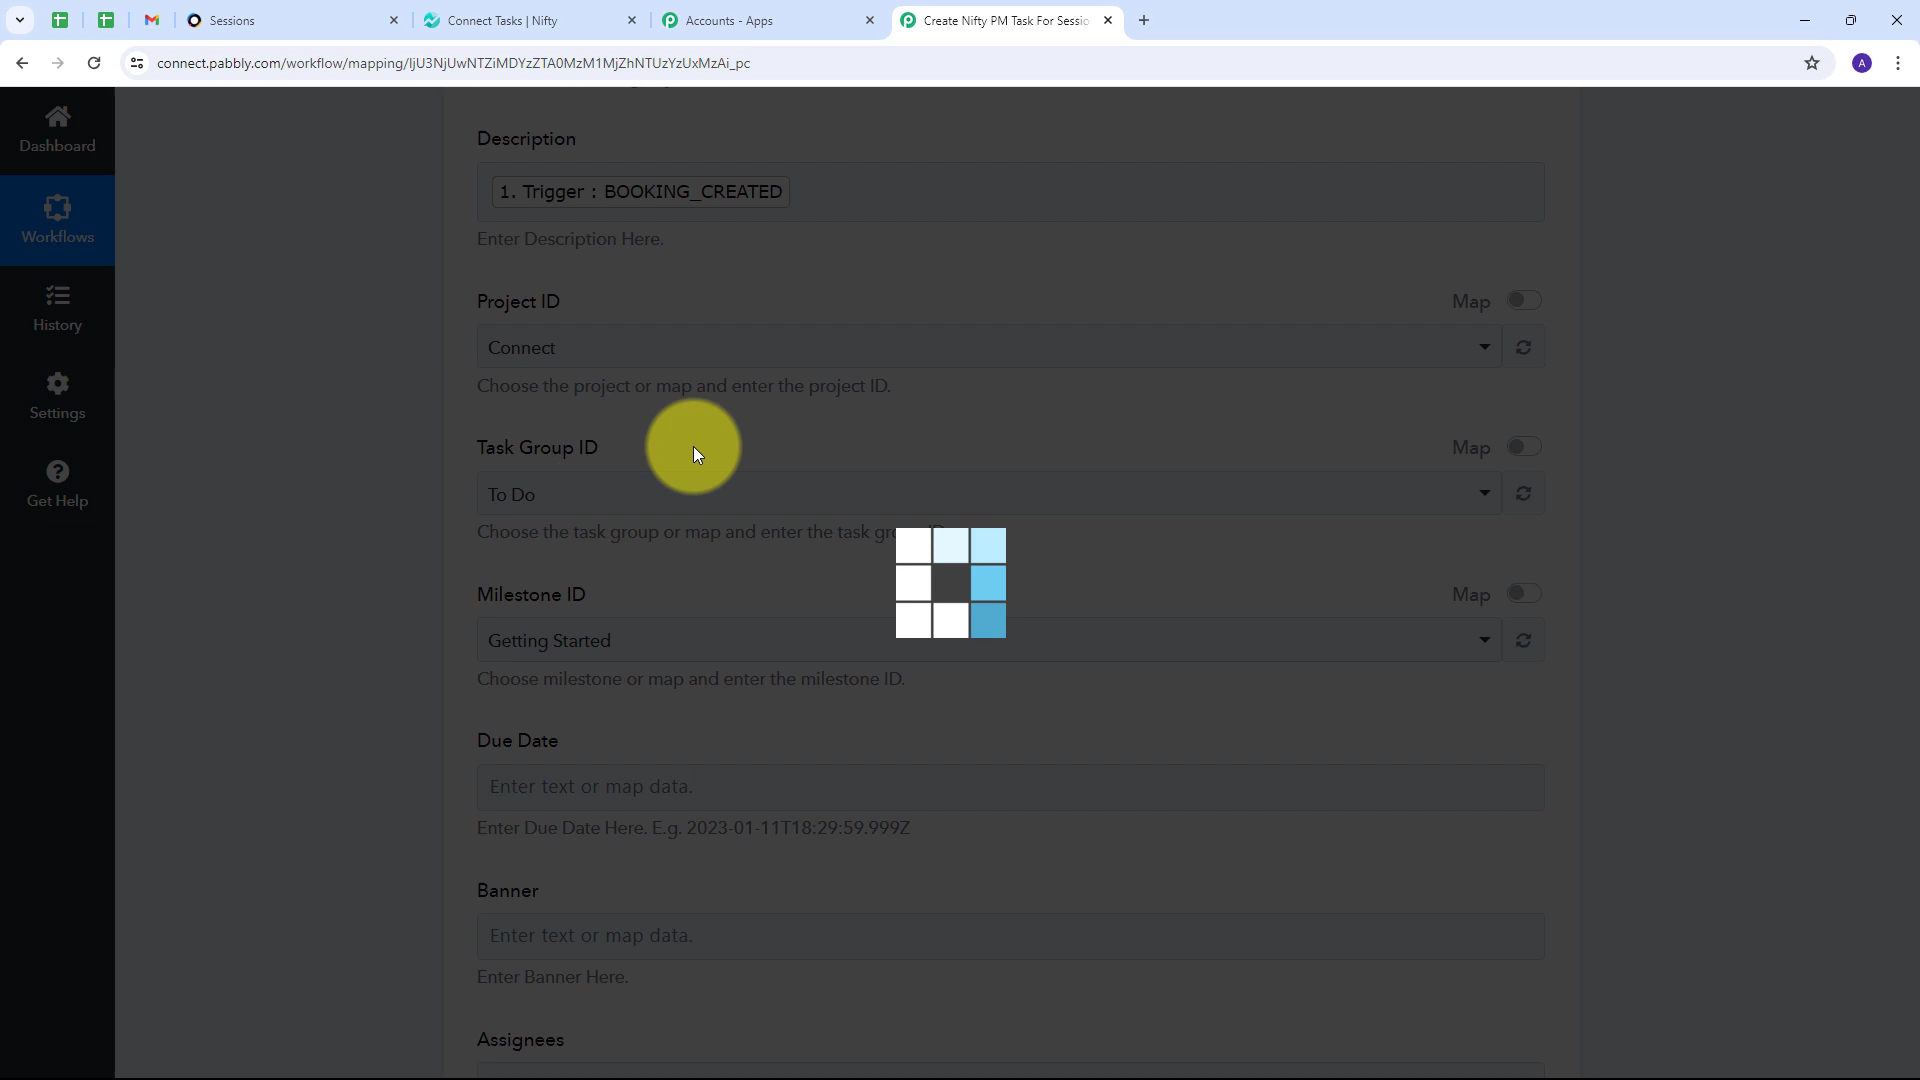 Sessions
Connect Tasks | Nifty
Accounts - Apps
Create Nifty PM Task For Sessio
connect.pabbly.com/workflow/mapping/IjU3NjUwNTZiMDYzZTA0MzM1MjZhNTUzYzUxMzAi_pc
A
Dashboard
Workflows
History
Settings
Get Help
Description
1. Trigger : BOOKING_CREATED
Enter Description Here.
Project ID
Map
Connect
Choose the project or map and enter the project ID.
Task Group ID
Map
To Do
Choose the task group or map and enter the task gr
Milestone ID
Map
Getting Started
Choose milestone or map and enter the milestone ID.
Due Date
Enter text or map data.
Enter Due Date Here. E.g. 2023-01-11T18:29:59.999Z
Banner
Enter text or map data.
Enter Banner Here.
Assignees